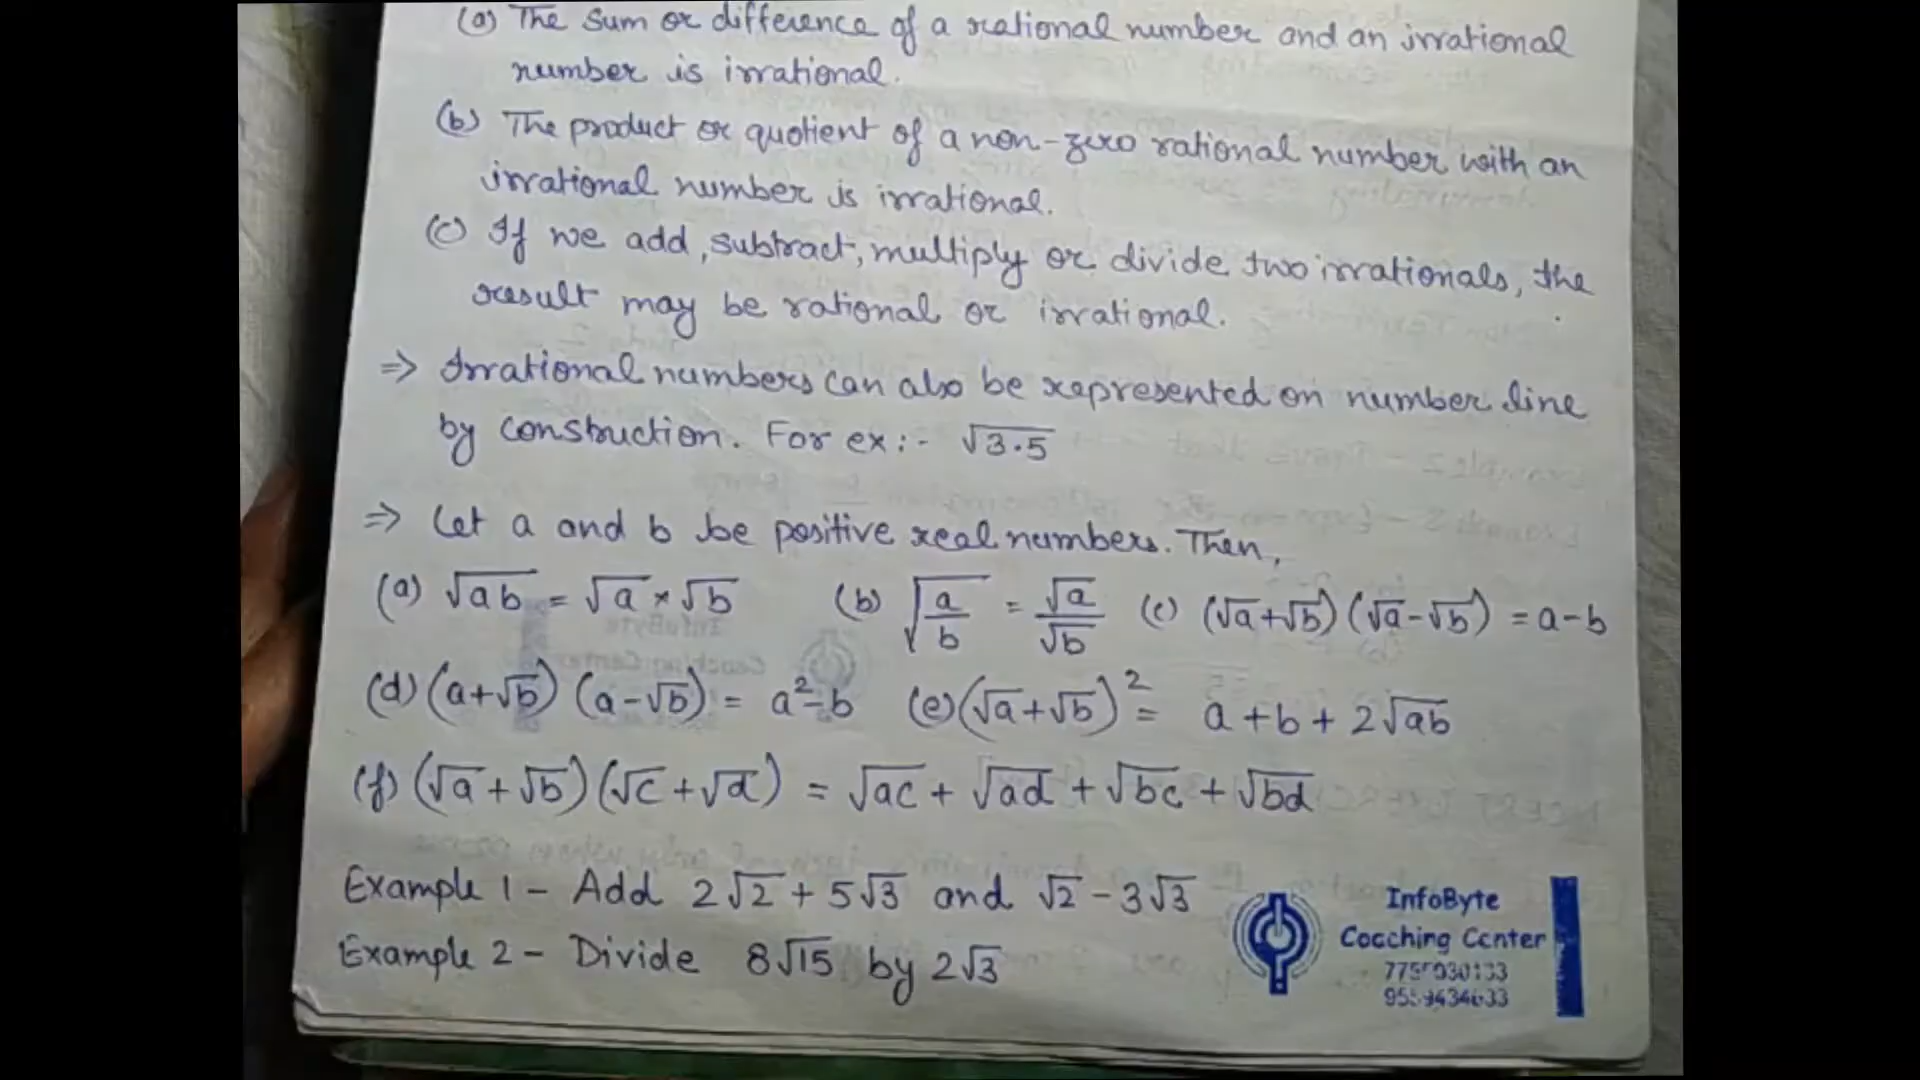 (a) The sum or difference of a rational number and an irrational
number is irrational.
(b) The product or quotient of a non-zero rational number with an
irrational number is irrational.
(c) If we add, subtract, multiply or divide two irrationals, the
result may be rational or irrational.
⇒ Irrational numbers can also be represented on number line
by construction. For ex:- √3.5
⇒ Let a and b be positive real numbers. Then,
(a) √ab = √a × √b (b) √(a/b) = √a/√b (c) (√a+√b)(√a-√b) = a-b
(d) (a+√b)(a-√b) = a²-b (e) (√a+√b)² = a+b+2√ab
(f) (√a+√b)(√c+√d) = √ac + √ad + √bc + √bd
Example 1 - Add 2√2 + 5√3 and √2 - 3√3
Example 2 - Divide 8√15 by 2√3
InfoByte
Coaching Center